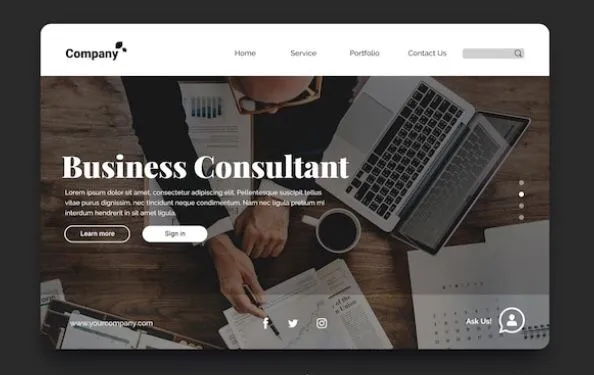 Company
Home Service Portfolio Contact Us
Business Consultant
Lorem ipsum dolor sit amet, consectetur adipiscing elit. Pellentesque suscipit tellus
vitae purus dignissim, nec tincidunt neque condimentum. Nam nec ligula pretium mi
interdum hendrerit in sit amet ligula.
Learn more Sign in
www.yourcompany.com
Ask Us!